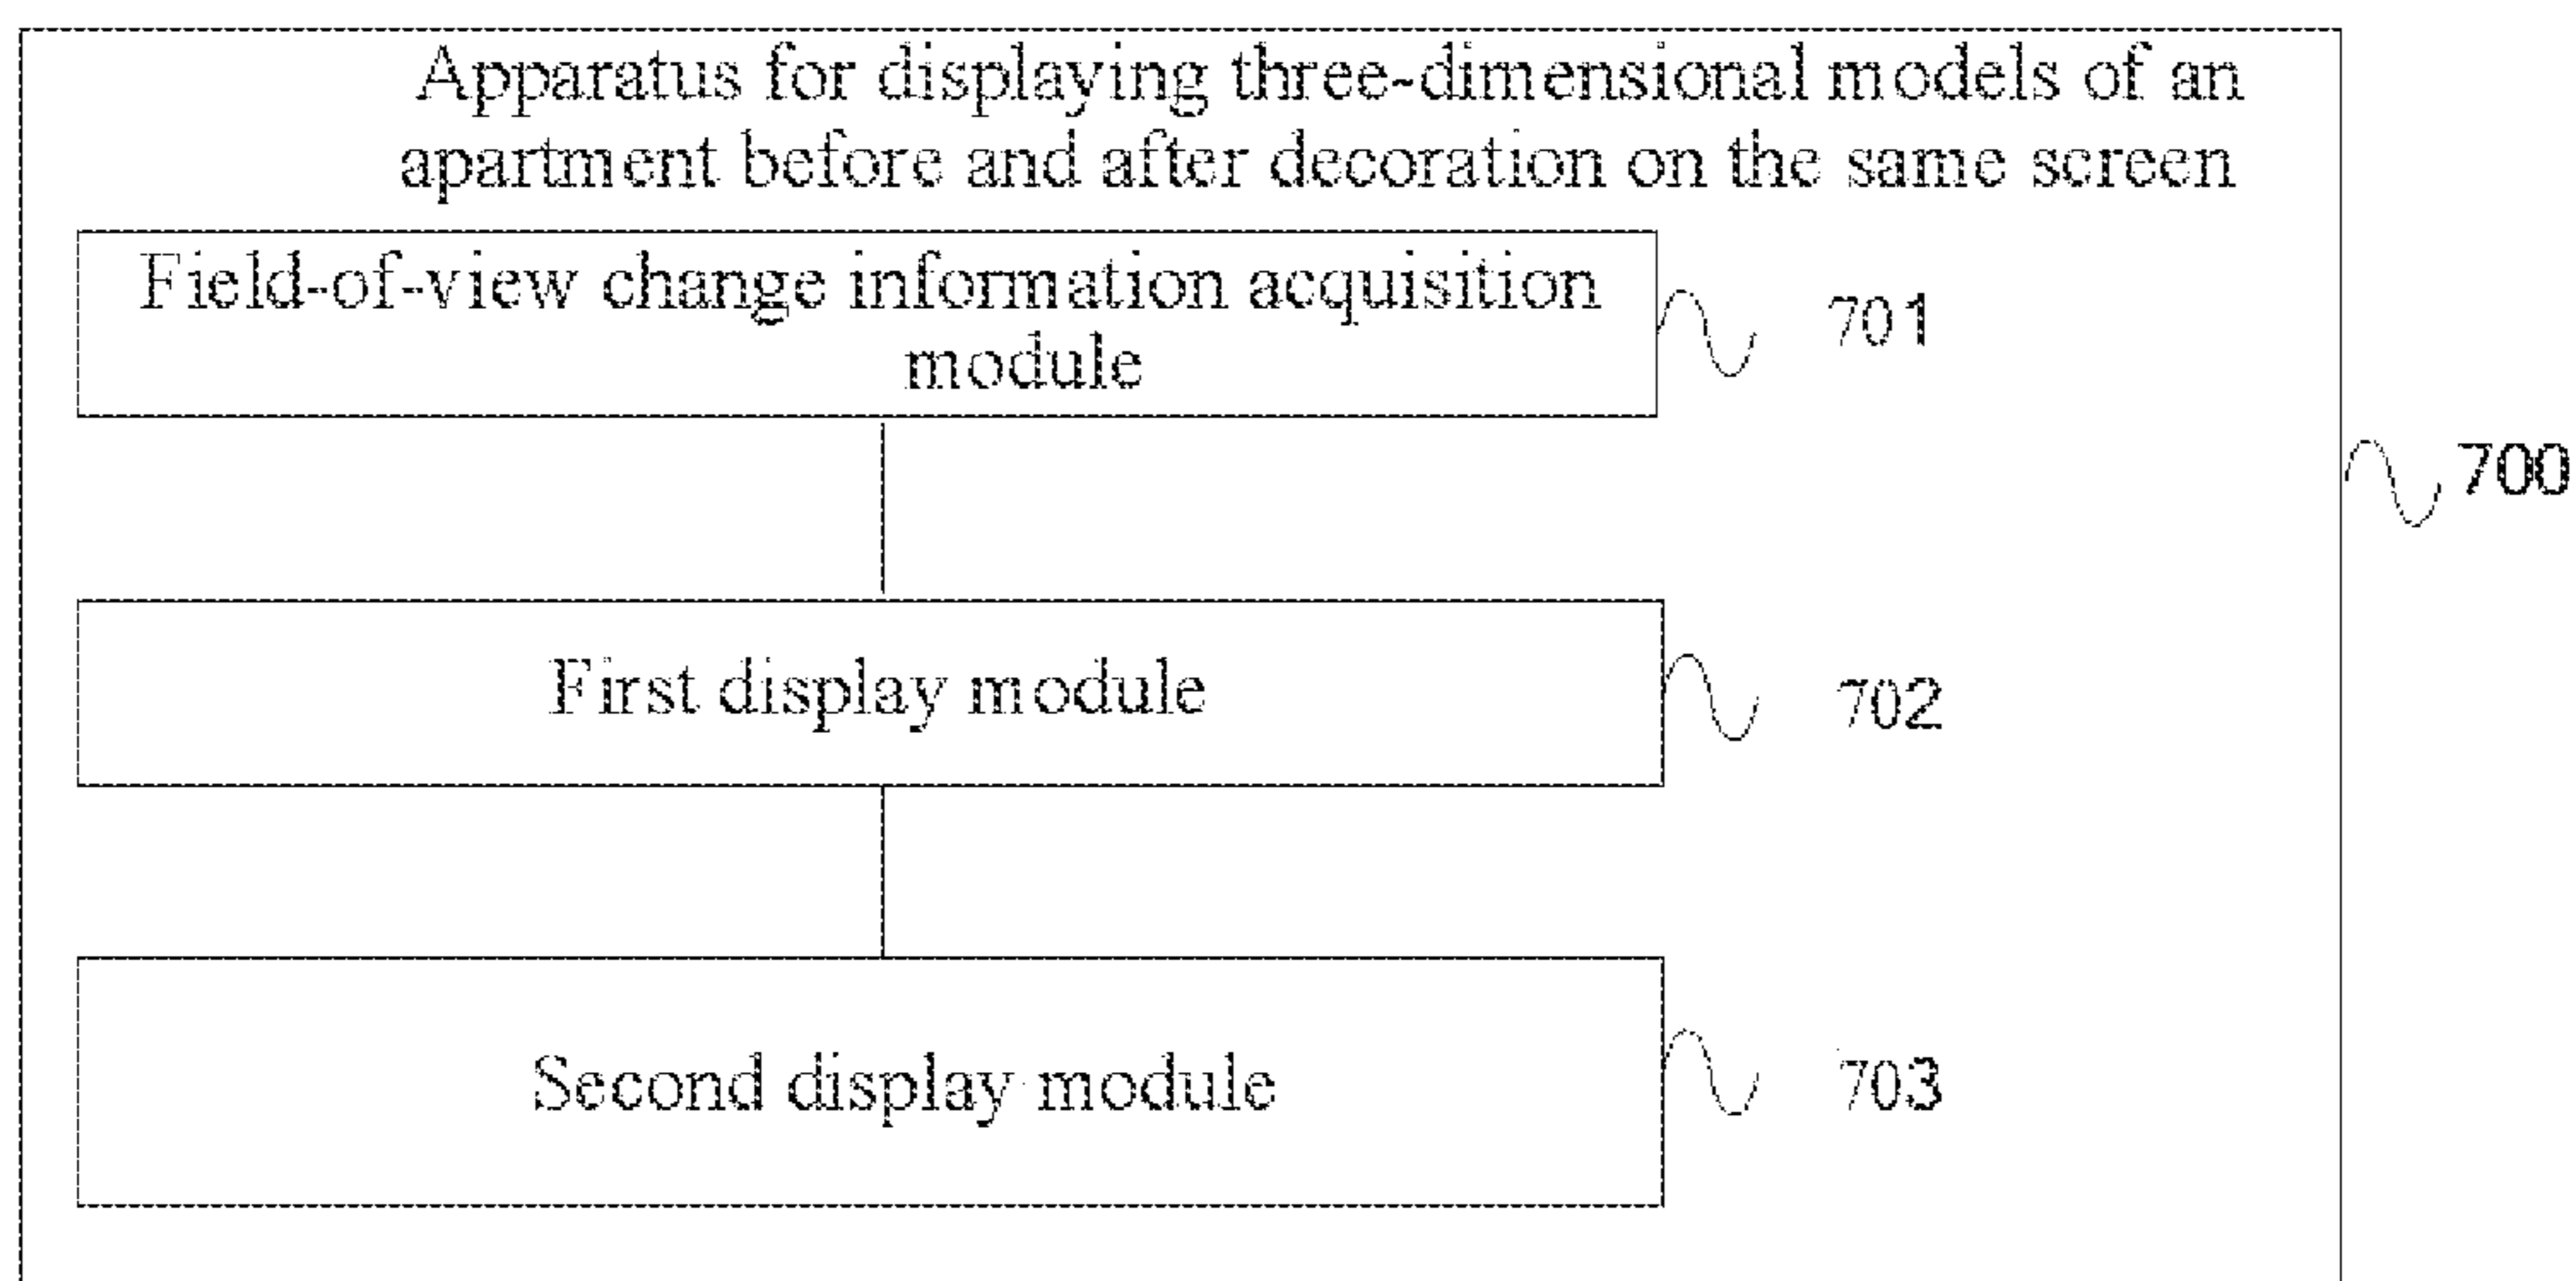 Apparatus for displaying three-dimensional models of an
apartment before and after decoration on the same screen
Field-of-view change information acquisition
module
701
700
First display module
702
Second display module
703